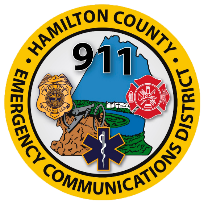 • HAMILTON COUNTY •
911
EMERGENCY COMMUNICATIONS DISTRICT